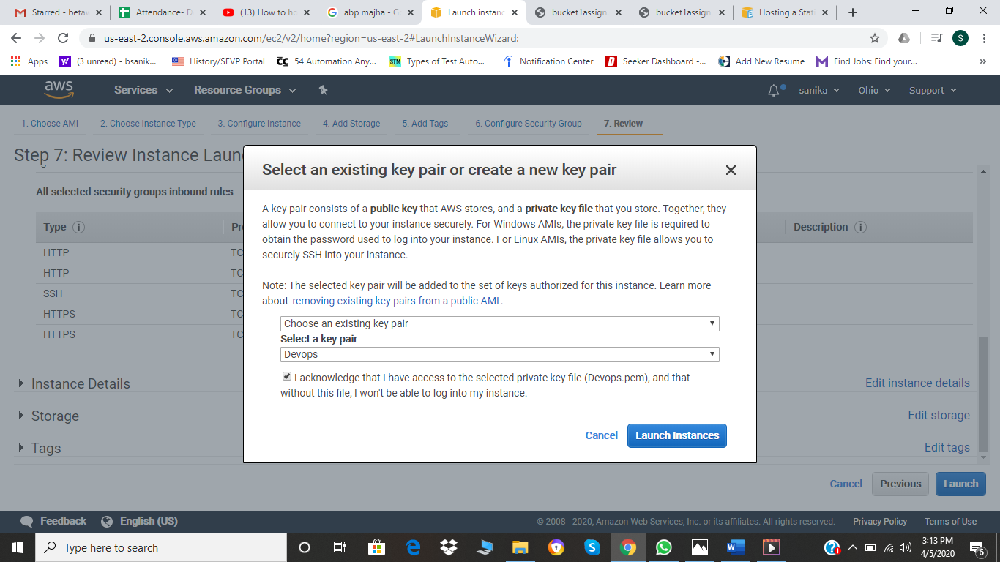 Starred - betaw
Attendance- D
(13) How to ho
abp majha - G
Launch instanc
bucket1assign.
bucket1assign.
Hosting a Stati
us-east-2.console.aws.amazon.com/ec2/v2/home?region=us-east-2#LaunchInstanceWizard:
S
Apps
(3 unread) - bsanik...
History/SEVP Portal
54 Automation Any...
STM
Types of Test Auto...
Notification Center
Seeker Dashboard -...
Add New Resume
Find Jobs: Find your...
»
aws
Services
Resource Groups
sanika
Ohio
Support
1. Choose AMI
2. Choose Instance Type
3. Configure Instance
4. Add Storage
5. Add Tags
6. Configure Security Group
7. Review
Step 7: Review Instance Laun
All selected security groups inbound rules
Type
Pr
Description
HTTP TC
HTTP TC
SSH TC
HTTPS TC
HTTPS TC
Instance Details
Edit instance details
Storage
Edit storage
Tags
Edit tags
Select an existing key pair or create a new key pair
A key pair consists of a public key that AWS stores, and a private key file that you store. Together, they
allow you to connect to your instance securely. For Windows AMIs, the private key file is required to
obtain the password used to log into your instance. For Linux AMIs, the private key file allows you to
securely SSH into your instance.
Note: The selected key pair will be added to the set of keys authorized for this instance. Learn more
about removing existing key pairs from a public AMI.
Choose an existing key pair
Select a key pair
Devops
I acknowledge that I have access to the selected private key file (Devops.pem), and that
without this file, I won't be able to log into my instance.
Cancel
Launch Instances
Cancel
Previous
Launch
Feedback
English (US)
© 2008 - 2020, Amazon Web Services, Inc. or its affiliates. All rights reserved.
Privacy Policy
Terms of Use
Type here to search
3:13 PM
4/5/2020
6